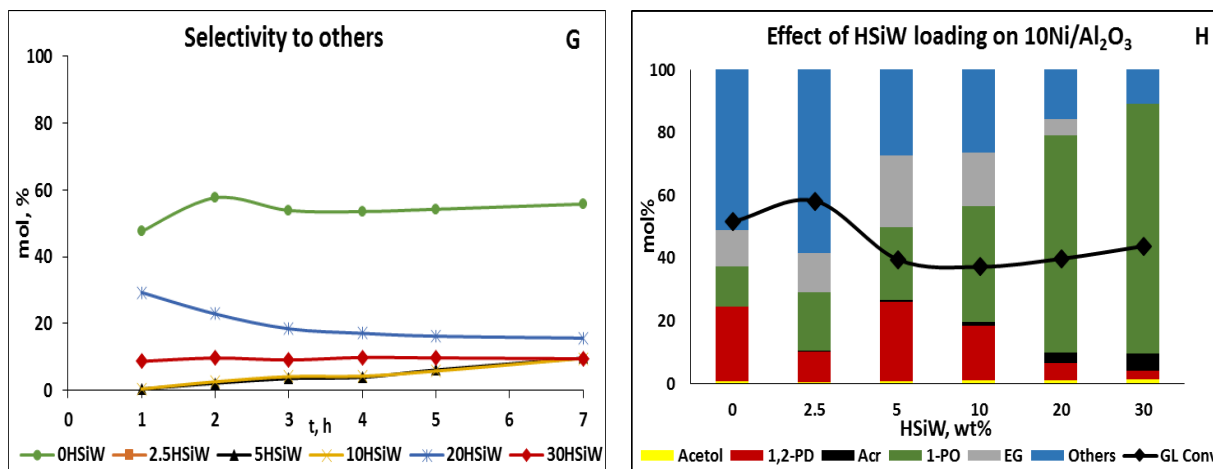 Selectivity to others G
100
80
60
40
20
0
mol, %
0 1 2 3 4 5 6 7
t, h
0HSiW 2.5HSiW 5HSiW 10HSiW 20HSiW 30HSiW
Effect of HSiW loading on 10Ni/Al₂O₃ H
100
80
60
40
20
0
mol%
0 2.5 5 10 20 30
HSiW, wt%
Acetol 1,2-PD Acr 1-PO EG Others GL Conv